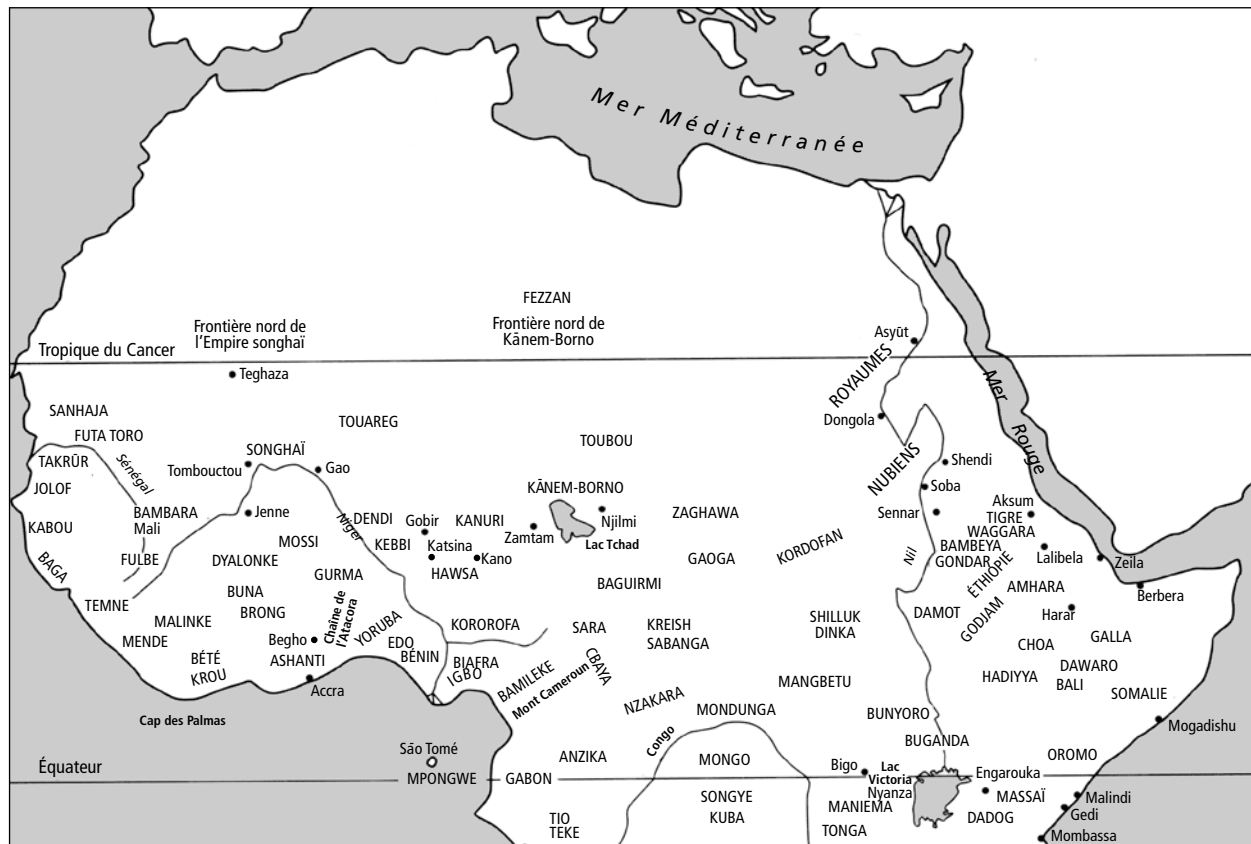 Mer Méditerranée
FEZZAN
Frontière nord de
l'Empire songhaï
Frontière nord de
Kānem-Borno
Asyūt
Tropique du Cancer
Teghaza
ROYAUMES
Mer Rouge
SANHAJA
TOUAREG
Dongola
FUTA TORO
TOUBOU
SONGHAÏ
TAKRŪR
Sénégal
Tombouctou
Gao
NUBIENS
Shendi
JOLOF
KĀNEM-BORNO
Soba
Aksum
KABOU
BAMBARA
Mali
Jenne
Niger
DENDI
Gobir
KANURI
Zamtam
Njilmi
ZAGHAWA
Sennar
TIGRE
WAGGARA
MOSSI
KEBBI
Katsina
Kano
Lac Tchad
KORDOFAN
BAMBEYA
GONDAR
Lalibela
Zeila
BAGA
FULBE
DYALONKE
HAWSA
GAOGA
Nil
ÉTHIOPIE
GURMA
BAGUIRMI
AMHARA
Berbera
TEMNE
BUNA
BRONG
Chaîne de
l'Atacora
DAMOT
GODJAM
Harar
MALINKE
YORUBA
KOROROFA
SARA
KREISH
SABANGA
SHILLUK
DINKA
MENDE
Begho
EDO
BÉNIN
CHOA
GALLA
BÉTÉ
KROU
ASHANTI
BIAFRA
IGBO
BAMILEKE
Mont Cameroun
CBAYA
HADIYYA
DAWARO
BALI
Accra
NZAKARA
MANGBETU
SOMALIE
Cap des Palmas
MONDUNGA
BUNYORO
Mogadishu
BUGANDA
São Tomé
ANZIKA
Congo
MONGO
OROMO
Équateur
MPONGWE
GABON
Bigo
Lac
Victoria
Nyanza
Engarouka
SONGYE
KUBA
MANIEMA
MASSAÏ
Malindi
Gedi
TIO
TEKE
TONGA
DADOG
Mombassa